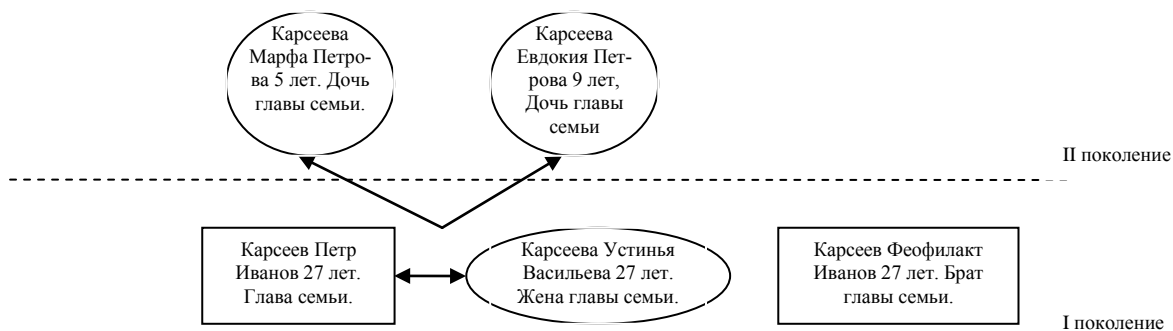 Карсеева
Марфа Петро-
ва 5 лет. Дочь
главы семьи.
Карсеева
Евдокия Пет-
рова 9 лет,
Дочь главы
семьи
II поколение
Карсеев Петр
Иванов 27 лет.
Глава семьи.
Карсеева Устинья
Васильева 27 лет.
Жена главы семьи.
Карсеев Феофилакт
Иванов 27 лет. Брат
главы семьи.
I поколение